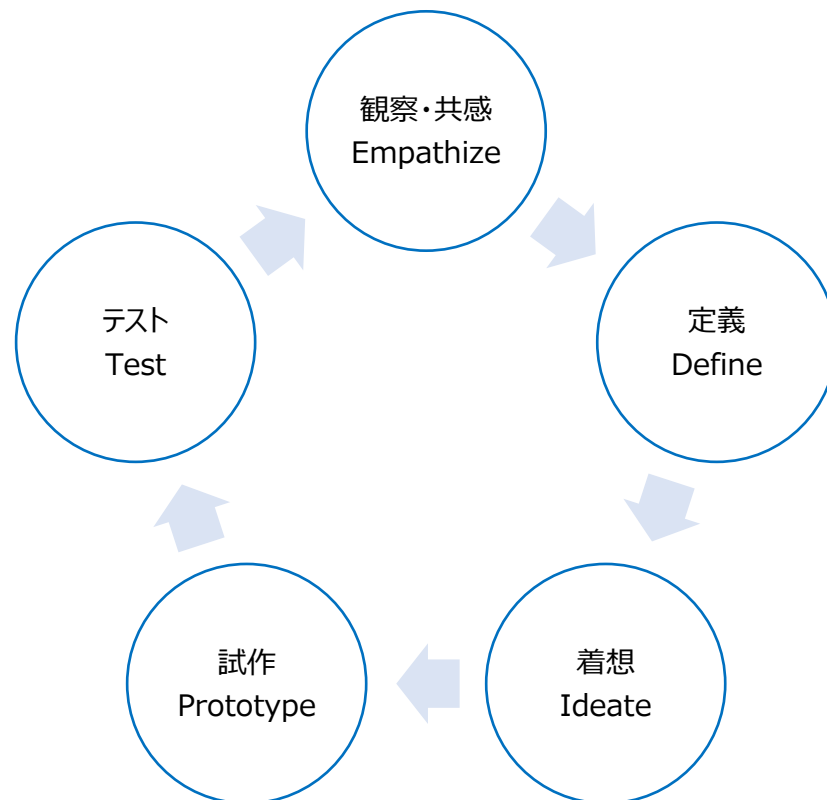 観察・共感
Empathize
定義
Define
着想
Ideate
試作
Prototype
テスト
Test